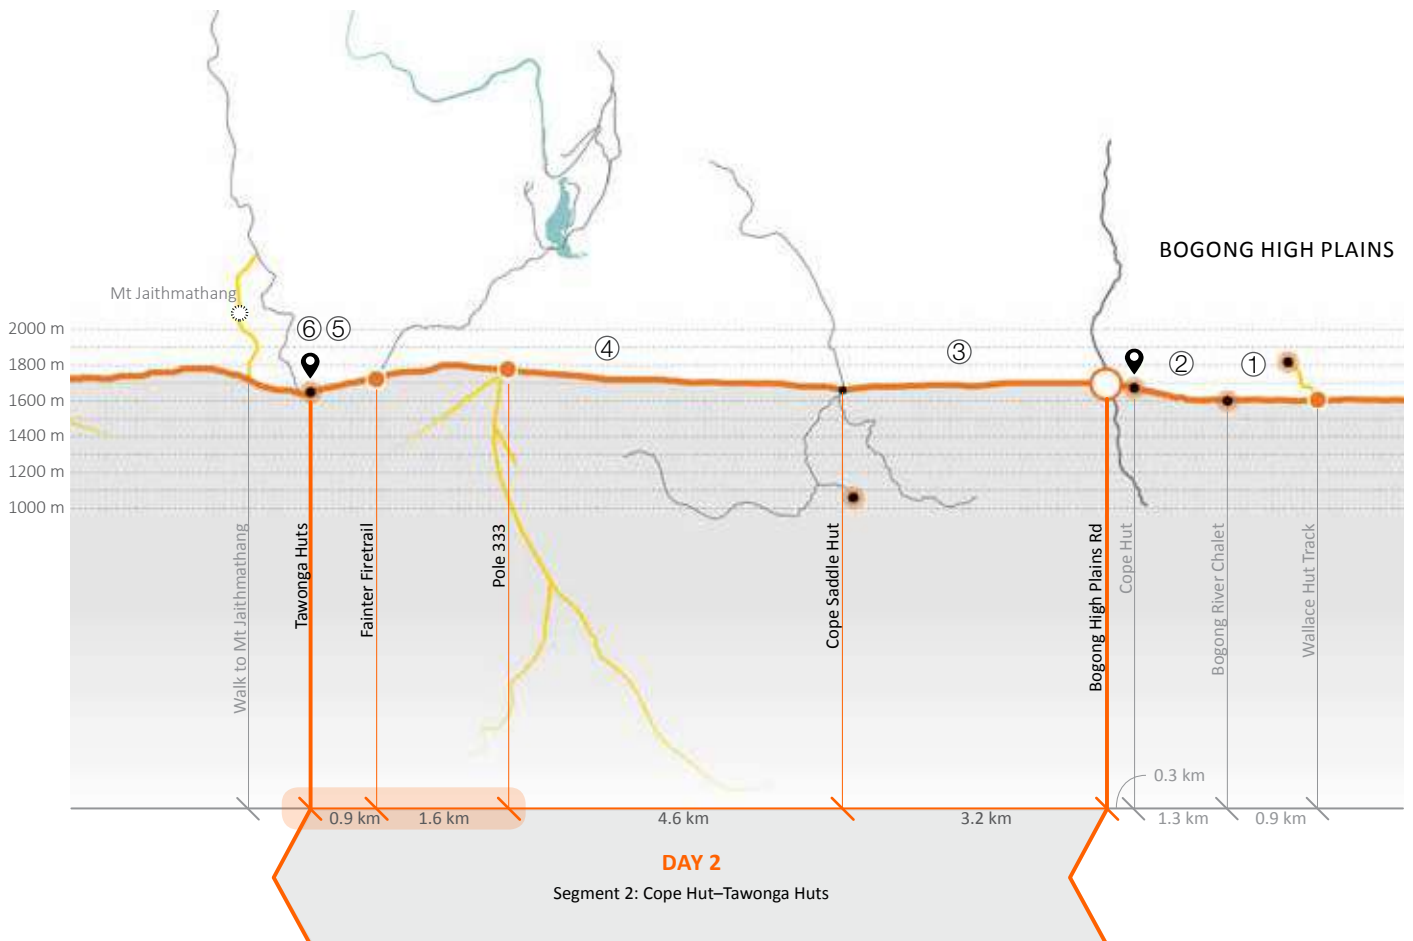 BOGONG HIGH PLAINS
Mt Jaithmathang
2000 m
1800 m
1600 m
1400 m
1200 m
1000 m
⑥ ⑤
④
③
②
①
Walk to Mt Jaithmathang
Tawonga Huts
Fainter Firetrail
Pole 333
Cope Saddle Hut
Bogong High Plains Rd
Cope Hut
Bogong River Chalet
Wallace Hut Track
0.3 km
0.9 km
1.6 km
4.6 km
3.2 km
1.3 km
0.9 km
DAY 2
Segment 2: Cope Hut–Tawonga Huts